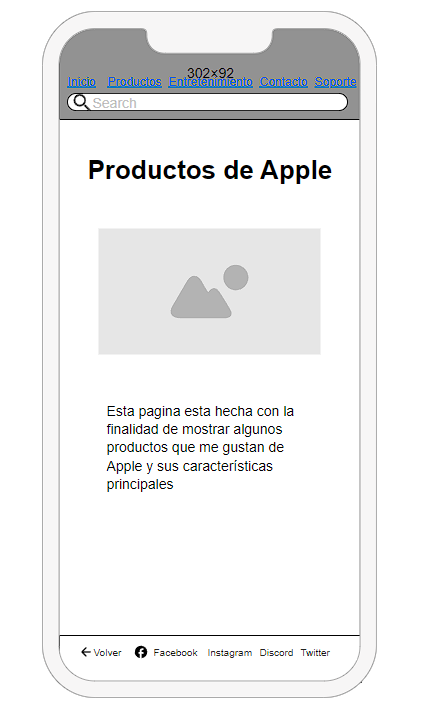 302×92
Inicio Productos Entretenimiento Contacto Soporte
Search
Productos de Apple
Esta pagina esta hecha con la
finalidad de mostrar algunos
productos que me gustan de
Apple y sus características
principales
Volver Facebook Instagram Discord Twitter